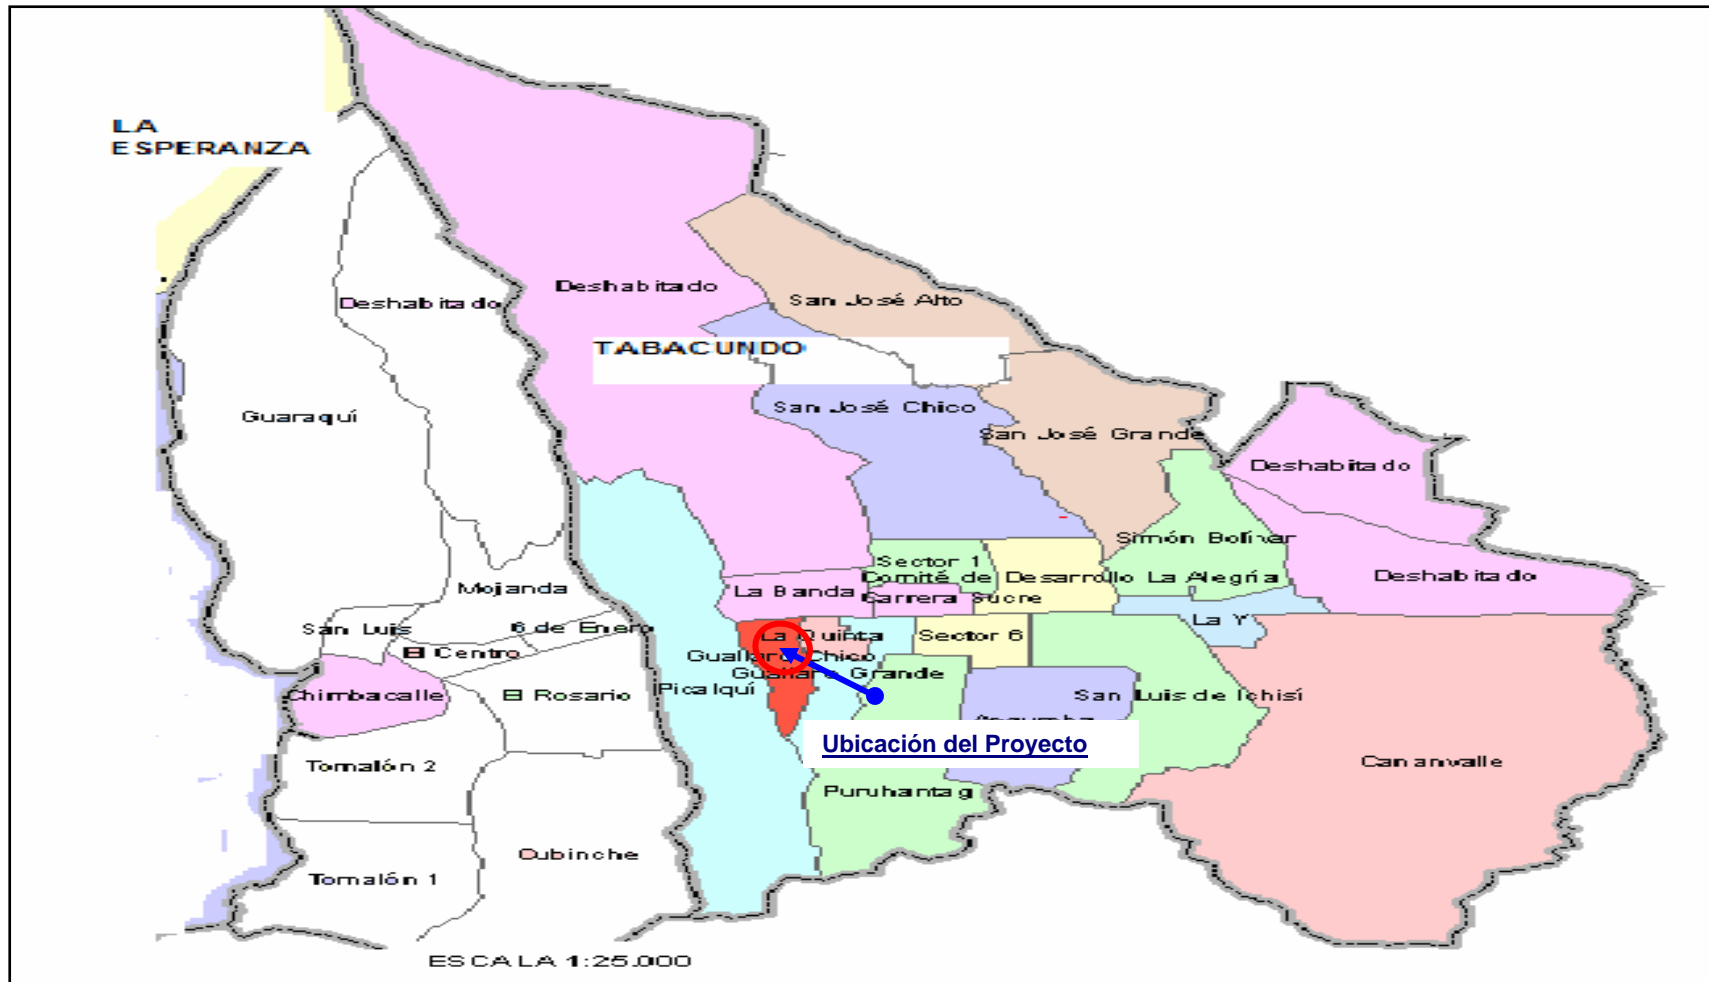 LA
ESPERANZA
Deshabitado
San José Alto
Deshabitado
TABACUNDO
San José Chico
Guaraquí
San José Grande
Deshabitado
Simón Bolívar
Sector 1
Comité de Desarrollo
La Alegría
Deshabitado
Mojanda
La Banda
Barrera Sucre
La Y
San Luis
6 de Enero
La Quinta
Sector 6
El Centro
Guallaro Chico
Guallaro Grande
Picalquí
Chimbacalle
El Rosario
San Luis de Ichisí
Ubicación del Proyecto
Tomalón 2
Cananvalle
Puruhantag
Cubinche
Tomalón 1
ESCALA 1:25.000